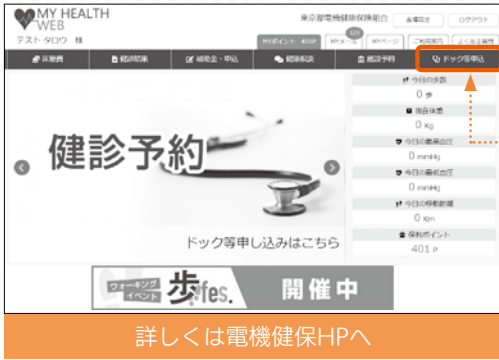 MY HEALTH WEB
東京都電機健康保険組合
各種設定
ログアウト
テスト タロウ 様
MYポイント 401P
MYメール
MYページ
ご利用案内
よくある質問
医療費
健診結果
補助金・申込
健康相談
健診予約
ドック等申込
健診予約
ドック等申し込みはこちら
今日の歩数
0 歩
現在体重
0 Kg
今日の最高血圧
0 mmHg
今日の最低血圧
0 mmHg
今日の移動距離
0 Km
保有ポイント
401 P
ウォーキングイベント
歩Fes.
開催中
詳しくは電機健保HPへ